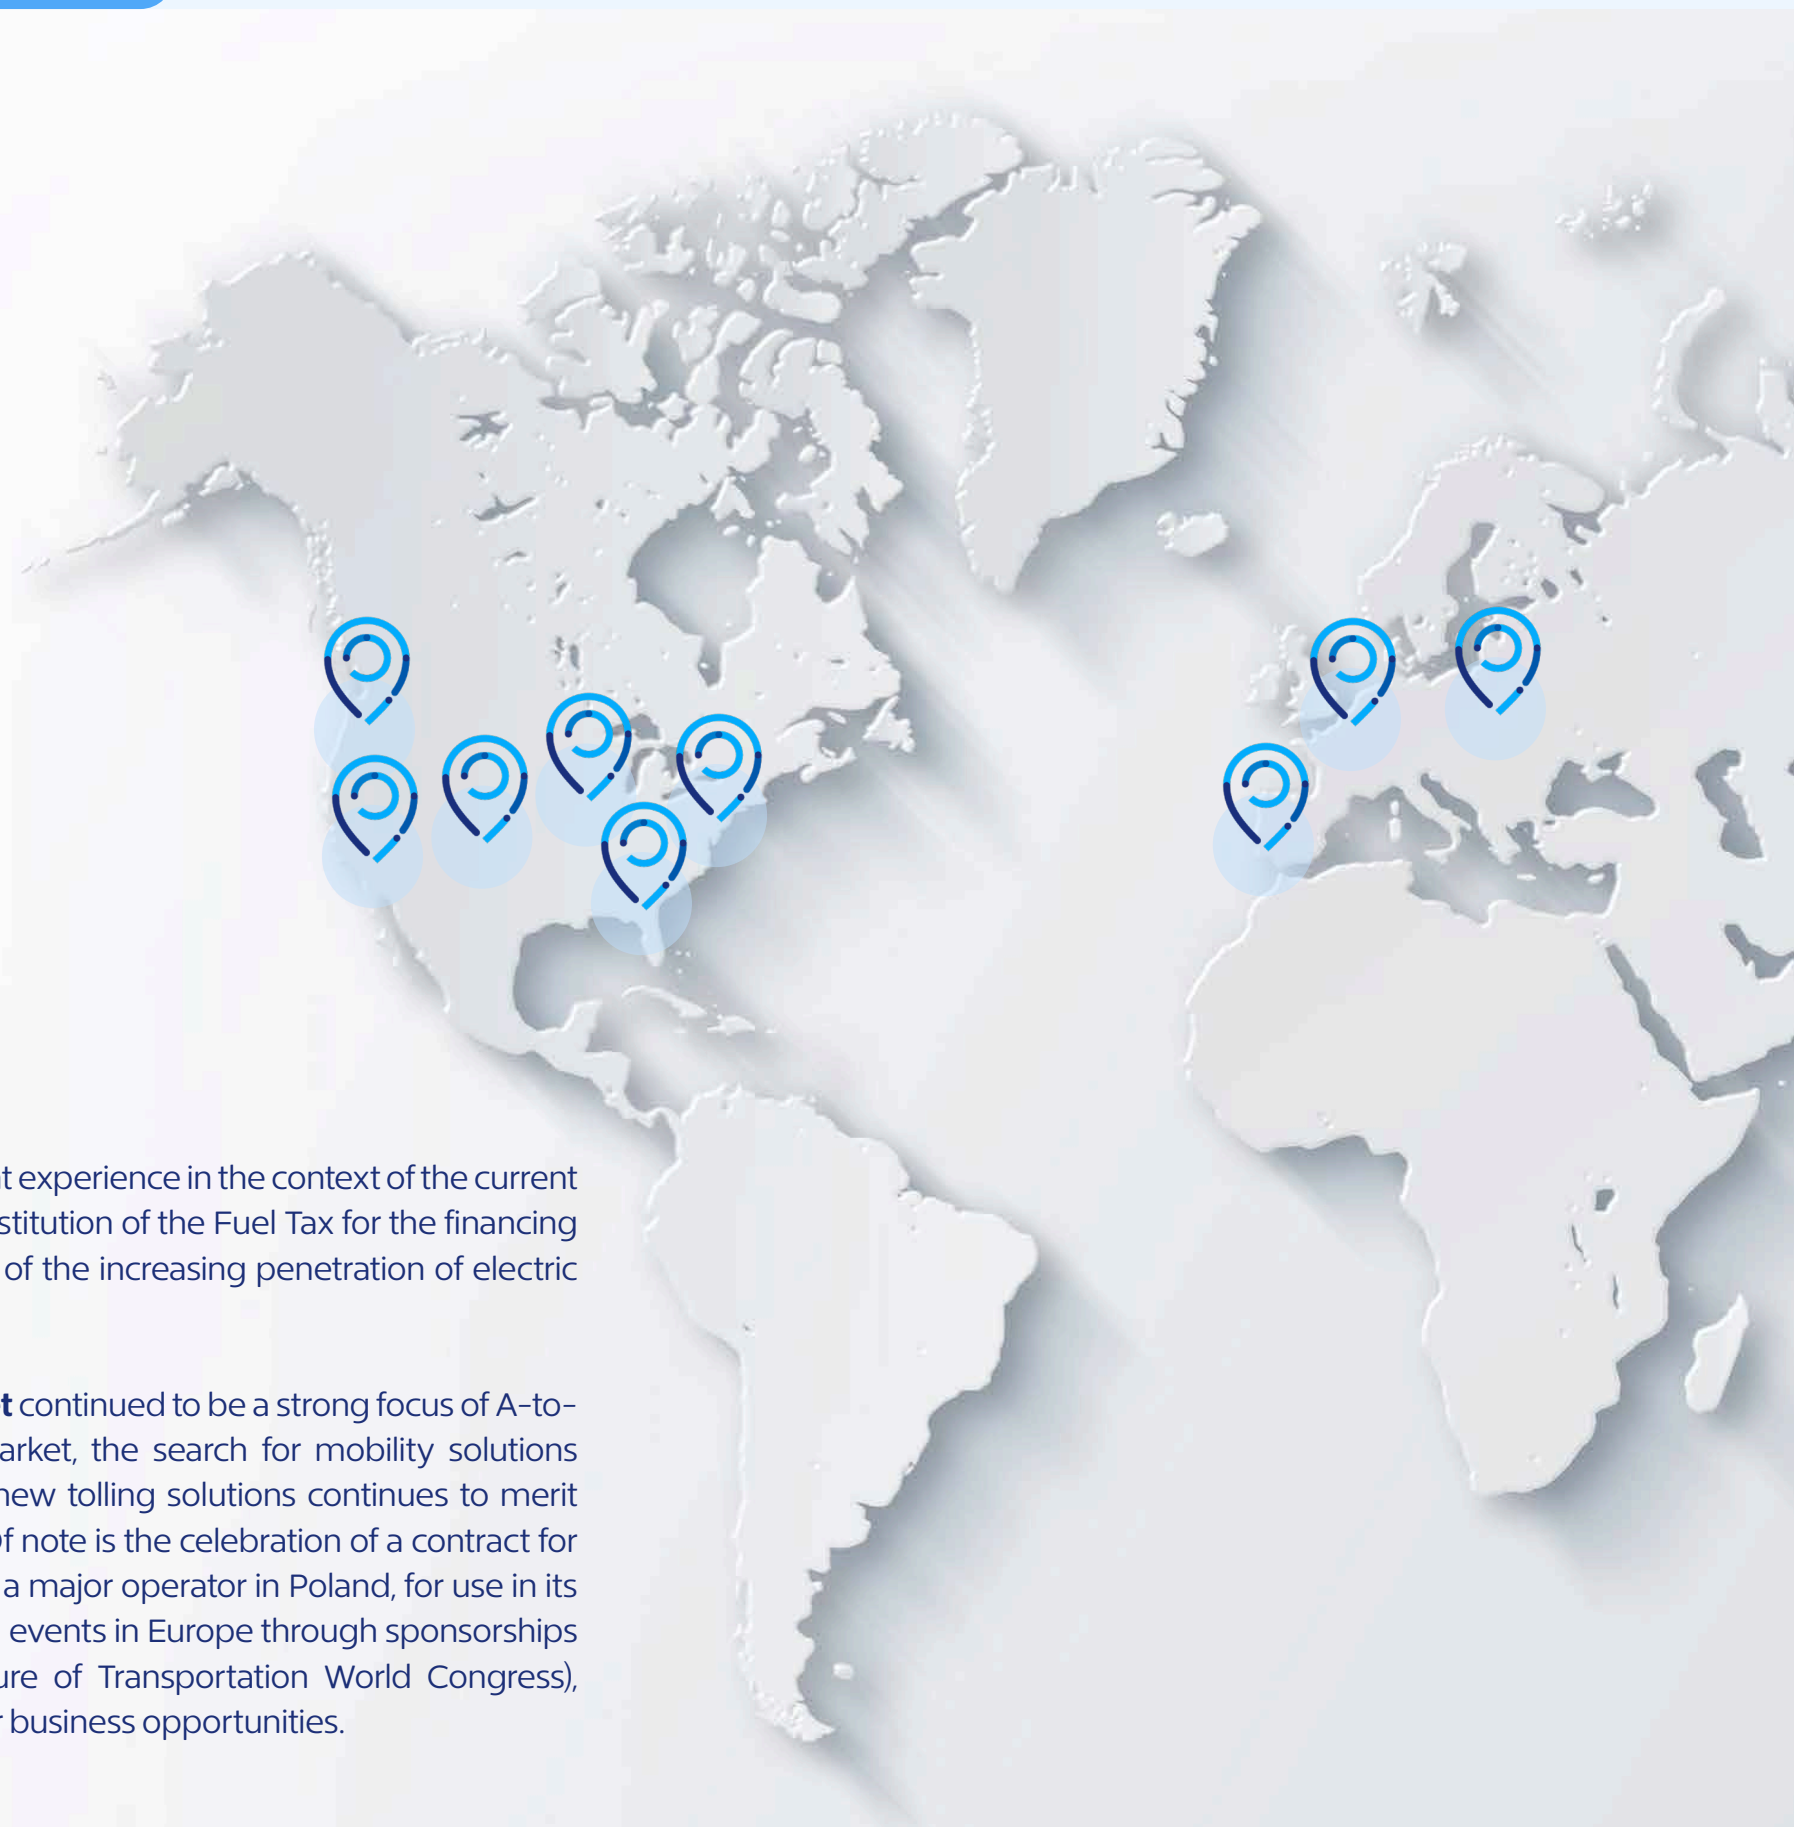 experience in the context of the current
of the Fuel Tax for the financing
of the increasing penetration of electric
continued to be a strong focus of A-to-
the search for mobility solutions
new tolling solutions continues to merit
note is the celebration of a contract for
a major operator in Poland, for use in its
events in Europe through sponsorships
of Transportation World Congress),
business opportunities.